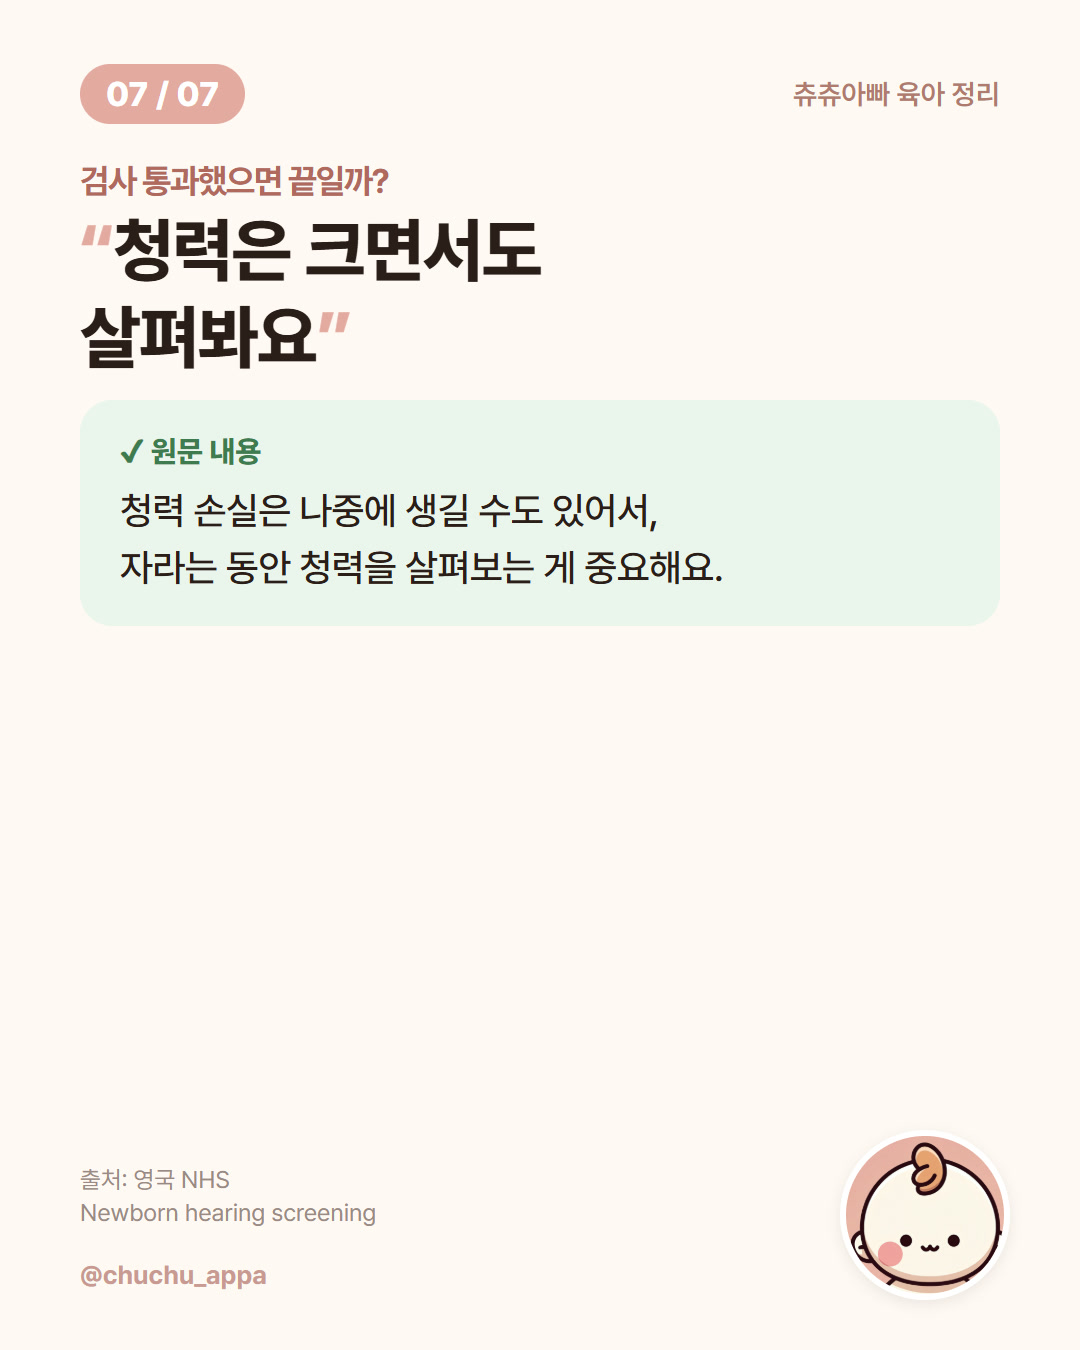 07 / 07
츄츄아빠 육아 정리
검사 통과했으면 끝일까?
“청력은 크면서도
살펴봐요”
✓ 원문 내용
청력 손실은 나중에 생길 수도 있어서,
자라는 동안 청력을 살펴보는 게 중요해요.
출처: 영국 NHS
Newborn hearing screening
@chuchu_appa